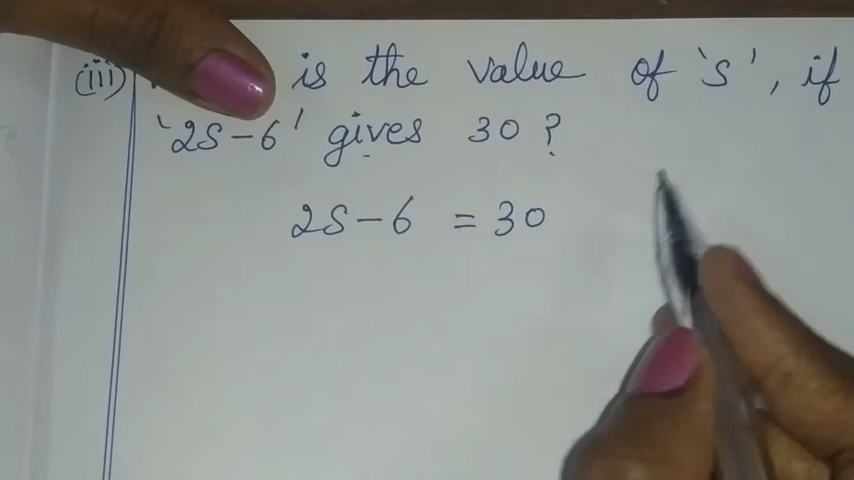 (iii) is the value of 's', if
'2s-6' gives 30?
2s-6 = 30